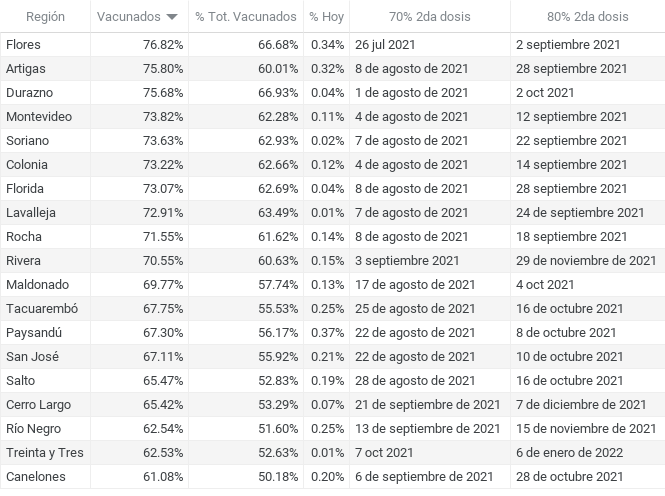 Región Vacunados % Tot. Vacunados % Hoy 70% 2da dosis 80% 2da dosis
Flores 76.82% 66.68% 0.34% 26 jul 2021 2 septiembre 2021
Artigas 75.80% 60.01% 0.32% 8 de agosto de 2021 28 septiembre 2021
Durazno 75.68% 66.93% 0.04% 1 de agosto de 2021 2 oct 2021
Montevideo 73.82% 62.28% 0.11% 4 de agosto de 2021 12 septiembre 2021
Soriano 73.63% 62.93% 0.02% 7 de agosto de 2021 22 septiembre 2021
Colonia 73.22% 62.66% 0.12% 4 de agosto de 2021 14 septiembre 2021
Florida 73.07% 62.69% 0.04% 8 de agosto de 2021 28 septiembre 2021
Lavalleja 72.91% 63.49% 0.01% 7 de agosto de 2021 24 de septiembre 2021
Rocha 71.55% 61.62% 0.14% 8 de agosto de 2021 18 septiembre 2021
Rivera 70.55% 60.63% 0.15% 3 septiembre 2021 29 de noviembre de 2021
Maldonado 69.77% 57.74% 0.13% 17 de agosto de 2021 4 oct 2021
Tacuarembó 67.75% 55.53% 0.25% 25 de agosto de 2021 16 de octubre 2021
Paysandú 67.30% 56.17% 0.37% 22 de agosto de 2021 8 de octubre 2021
San José 67.11% 55.92% 0.21% 22 de agosto de 2021 10 de octubre 2021
Salto 65.47% 52.83% 0.19% 28 de agosto de 2021 16 de octubre 2021
Cerro Largo 65.42% 53.29% 0.07% 21 de septiembre de 2021 7 de diciembre de 2021
Río Negro 62.54% 51.60% 0.25% 13 de septiembre de 2021 15 de noviembre de 2021
Treinta y Tres 62.53% 52.63% 0.01% 7 oct 2021 6 de enero de 2022
Canelones 61.08% 50.18% 0.20% 6 de septiembre de 2021 28 de octubre 2021